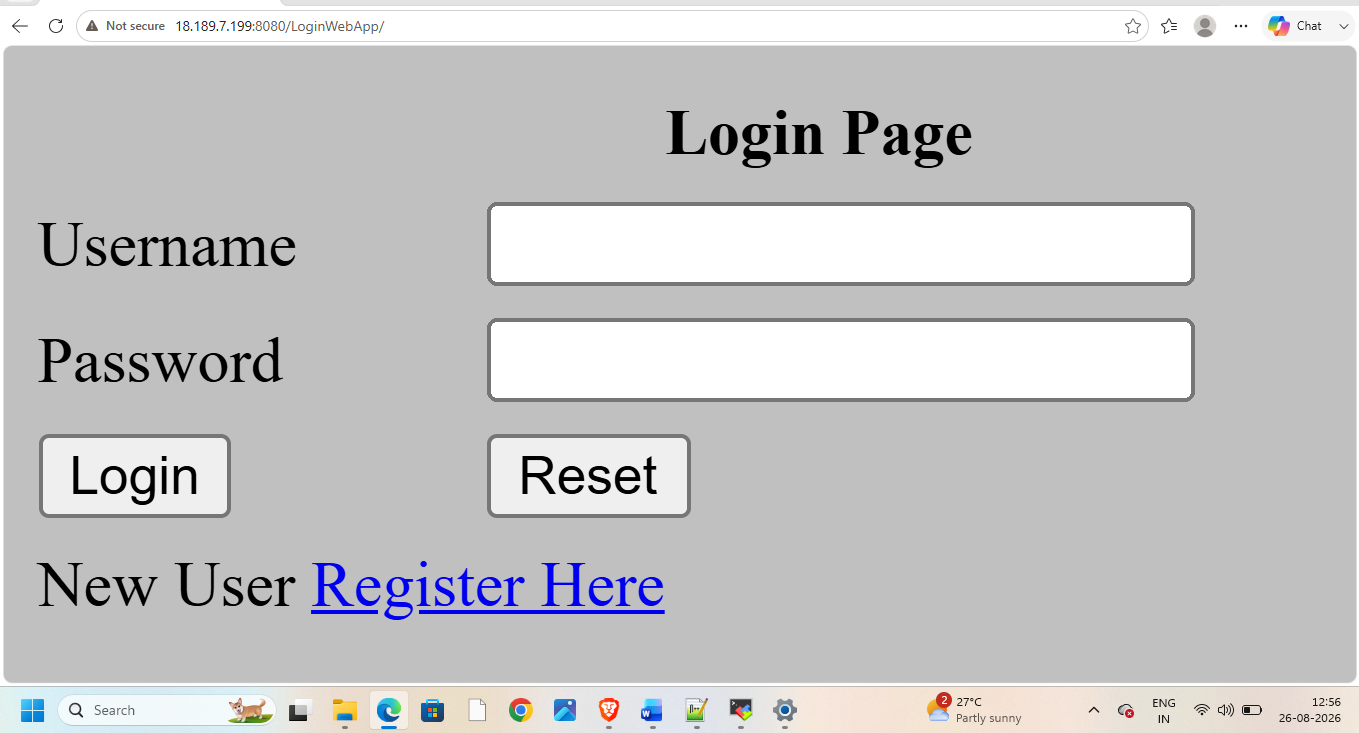 Not secure 18.189.7.199:8080/LoginWebApp/
Chat
Login Page
Username
Password
Login Reset
New User Register Here
Search
2
27°C
Partly sunny
ENG
IN
12:56
26-08-2026